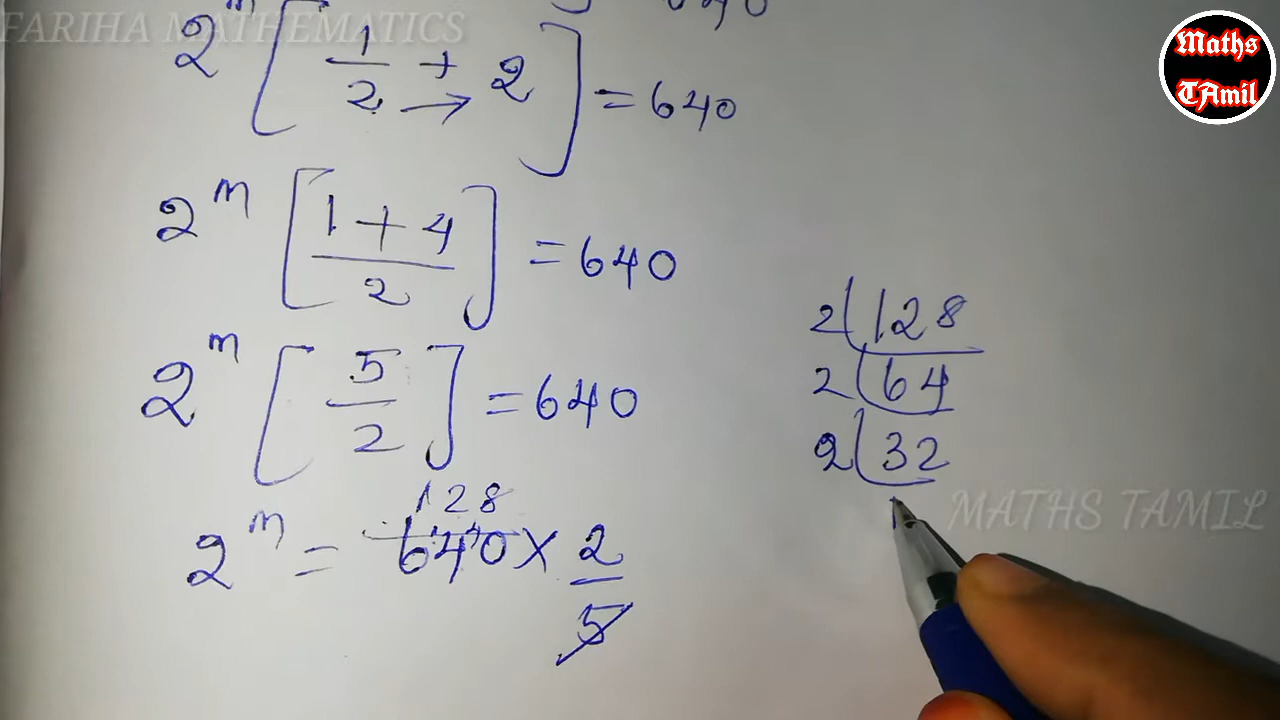 FARIHA MATHEMATICS
Maths
TAmil
2^m [ 1/2 + 2 ] = 640
2^m [ (1 + 4)/2 ] = 640
2^m [ 5/2 ] = 640
128
2^m = 640 × 2/5
2 | 128
2 | 64
2 | 32
1
MATHS TAMIL